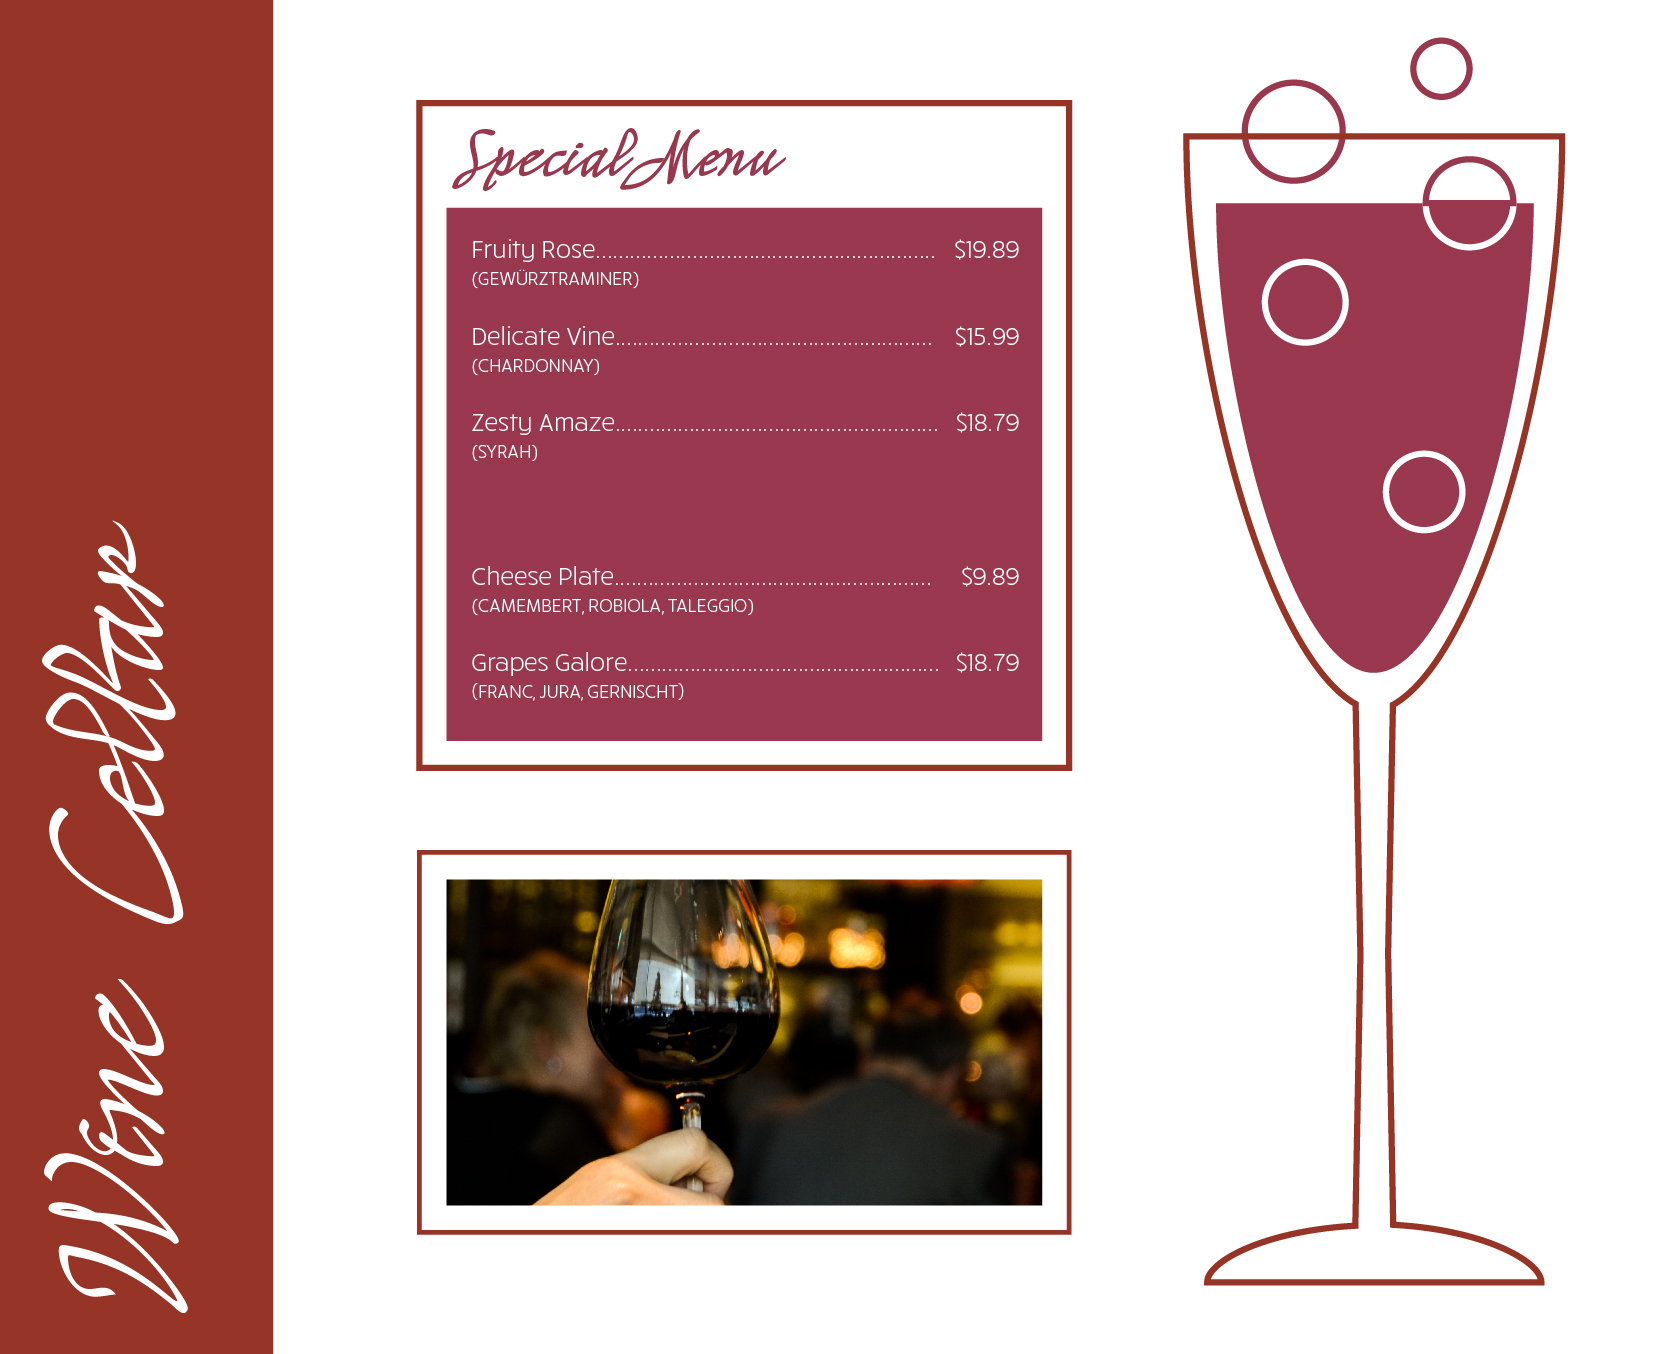 Wine Cellar
Special Menu
Fruity Rose............................................................ $19.89
(GEWÜRZTRAMINER)
Delicate Vine........................................................ $15.99
(CHARDONNAY)
Zesty Amaze......................................................... $18.79
(SYRAH)
Cheese Plate........................................................ $9.89
(CAMEMBERT, ROBIOLA, TALEGGIO)
Grapes Galore....................................................... $18.79
(FRANC, JURA, GERNISCHT)